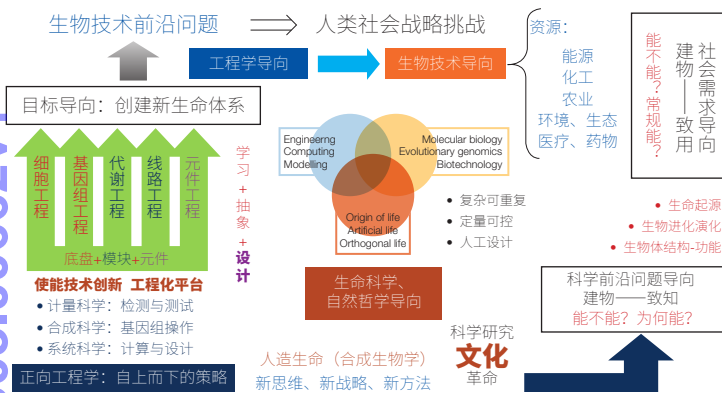 生物技术前沿问题
人类社会战略挑战
工程学导向
生物技术导向
资源：
能源
化工
农业
环境、生态
医疗、药物
社会需求导向
建物——致用
能不能？常规能？
目标导向：创建新生命体系
细胞工程
基因组工程
代谢工程
线路工程
元件工程
底盘+模块+元件
学习+抽象+设计
Engineerng
Computing
Modelling
Molecular biology
Evolutionary genomics
Biotechnology
Origin of life
Artificial life
Orthogonal life
• 复杂可重复
• 定量可控
• 人工设计
• 生命起源
• 生物进化演化
• 生物体结构-功能
使能技术创新 工程化平台
• 计量科学：检测与测试
• 合成科学：基因组操作
• 系统科学：计算与设计
正向工程学：自上而下的策略
生命科学、
自然哲学导向
科学前沿问题导向
建物——致知
能不能？为何能？
人造生命（合成生物学）
新思维、新战略、新方法
科学研究
文化
革命